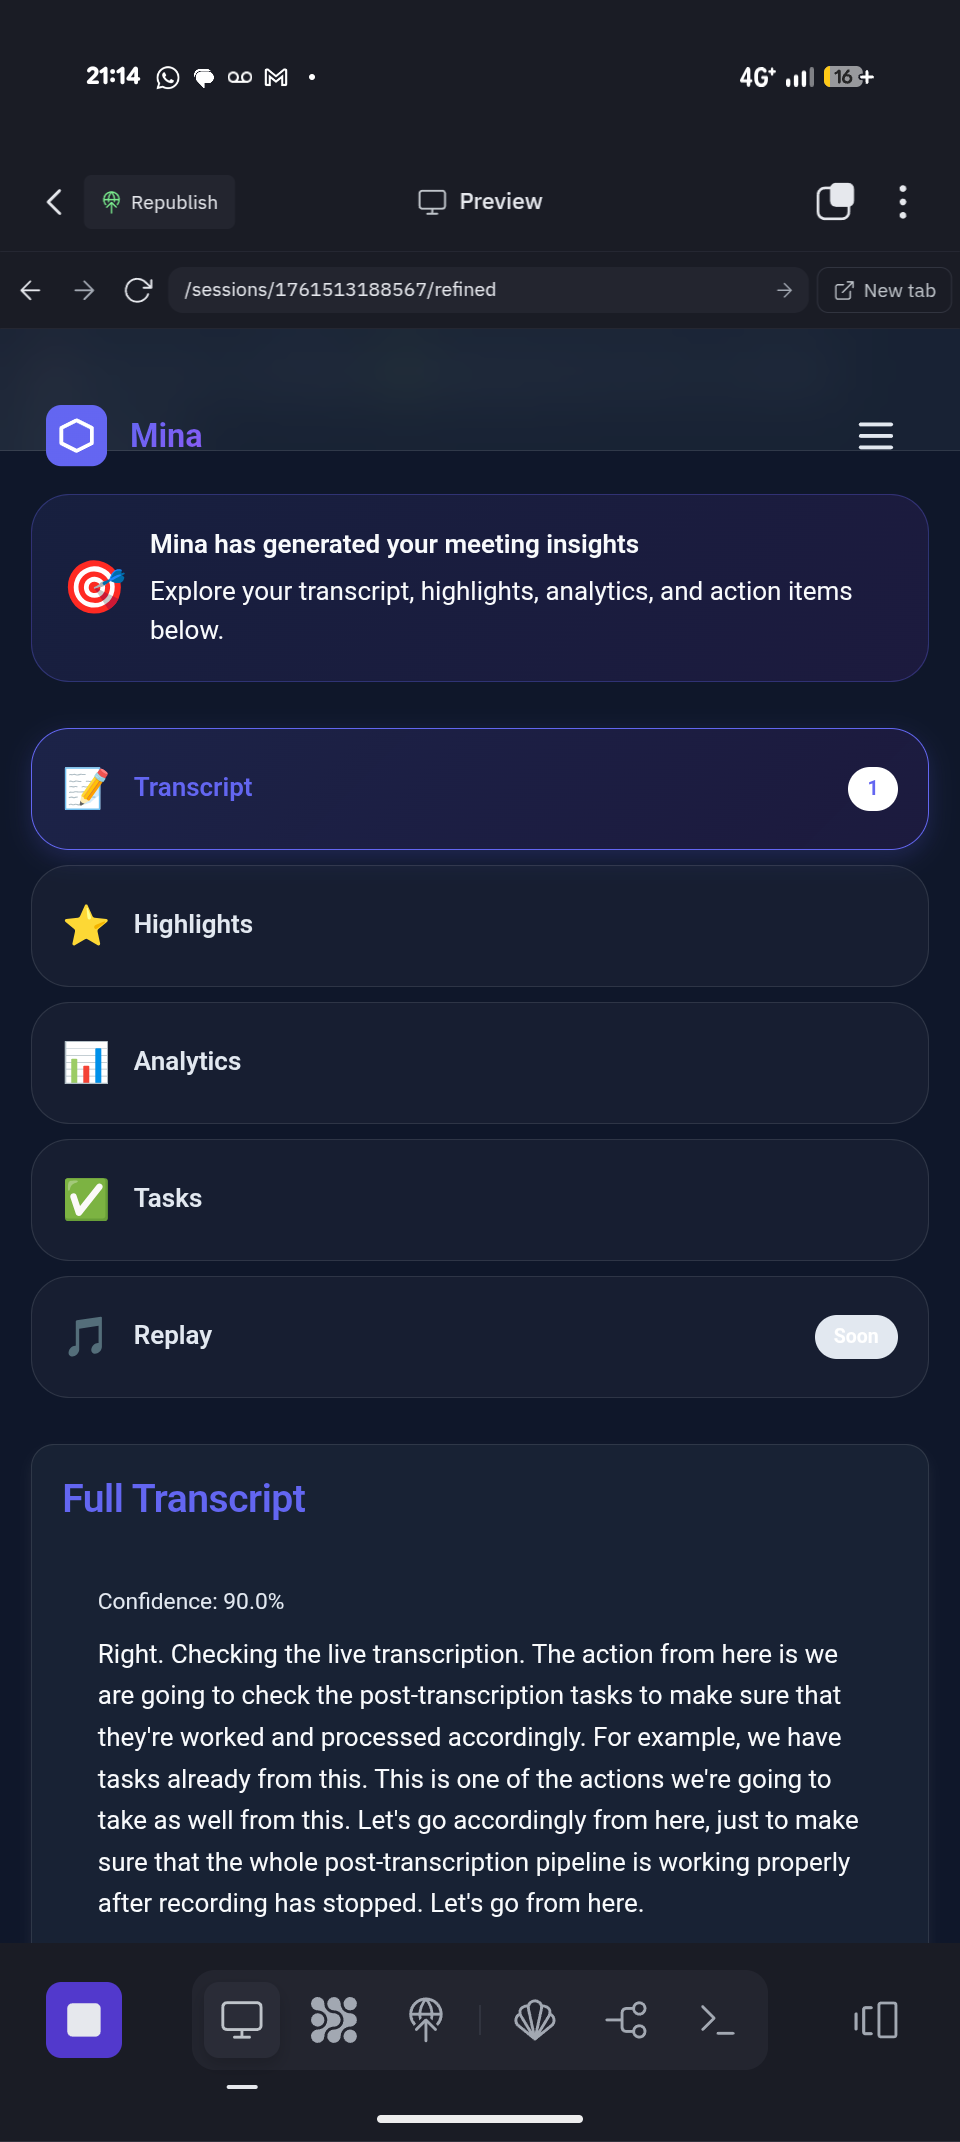 21:14
4G+
16
Republish
Preview
/sessions/1761513188567/refined
New tab
Mina
Mina has generated your meeting insights
Explore your transcript, highlights, analytics, and action items
below.
Transcript
1
Highlights
Analytics
Tasks
Replay
Soon
Full Transcript
Confidence: 90.0%
Right. Checking the live transcription. The action from here is we
are going to check the post-transcription tasks to make sure that
they're worked and processed accordingly. For example, we have
tasks already from this. This is one of the actions we're going to
take as well from this. Let's go accordingly from here, just to make
sure that the whole post-transcription pipeline is working properly
after recording has stopped. Let's go from here.